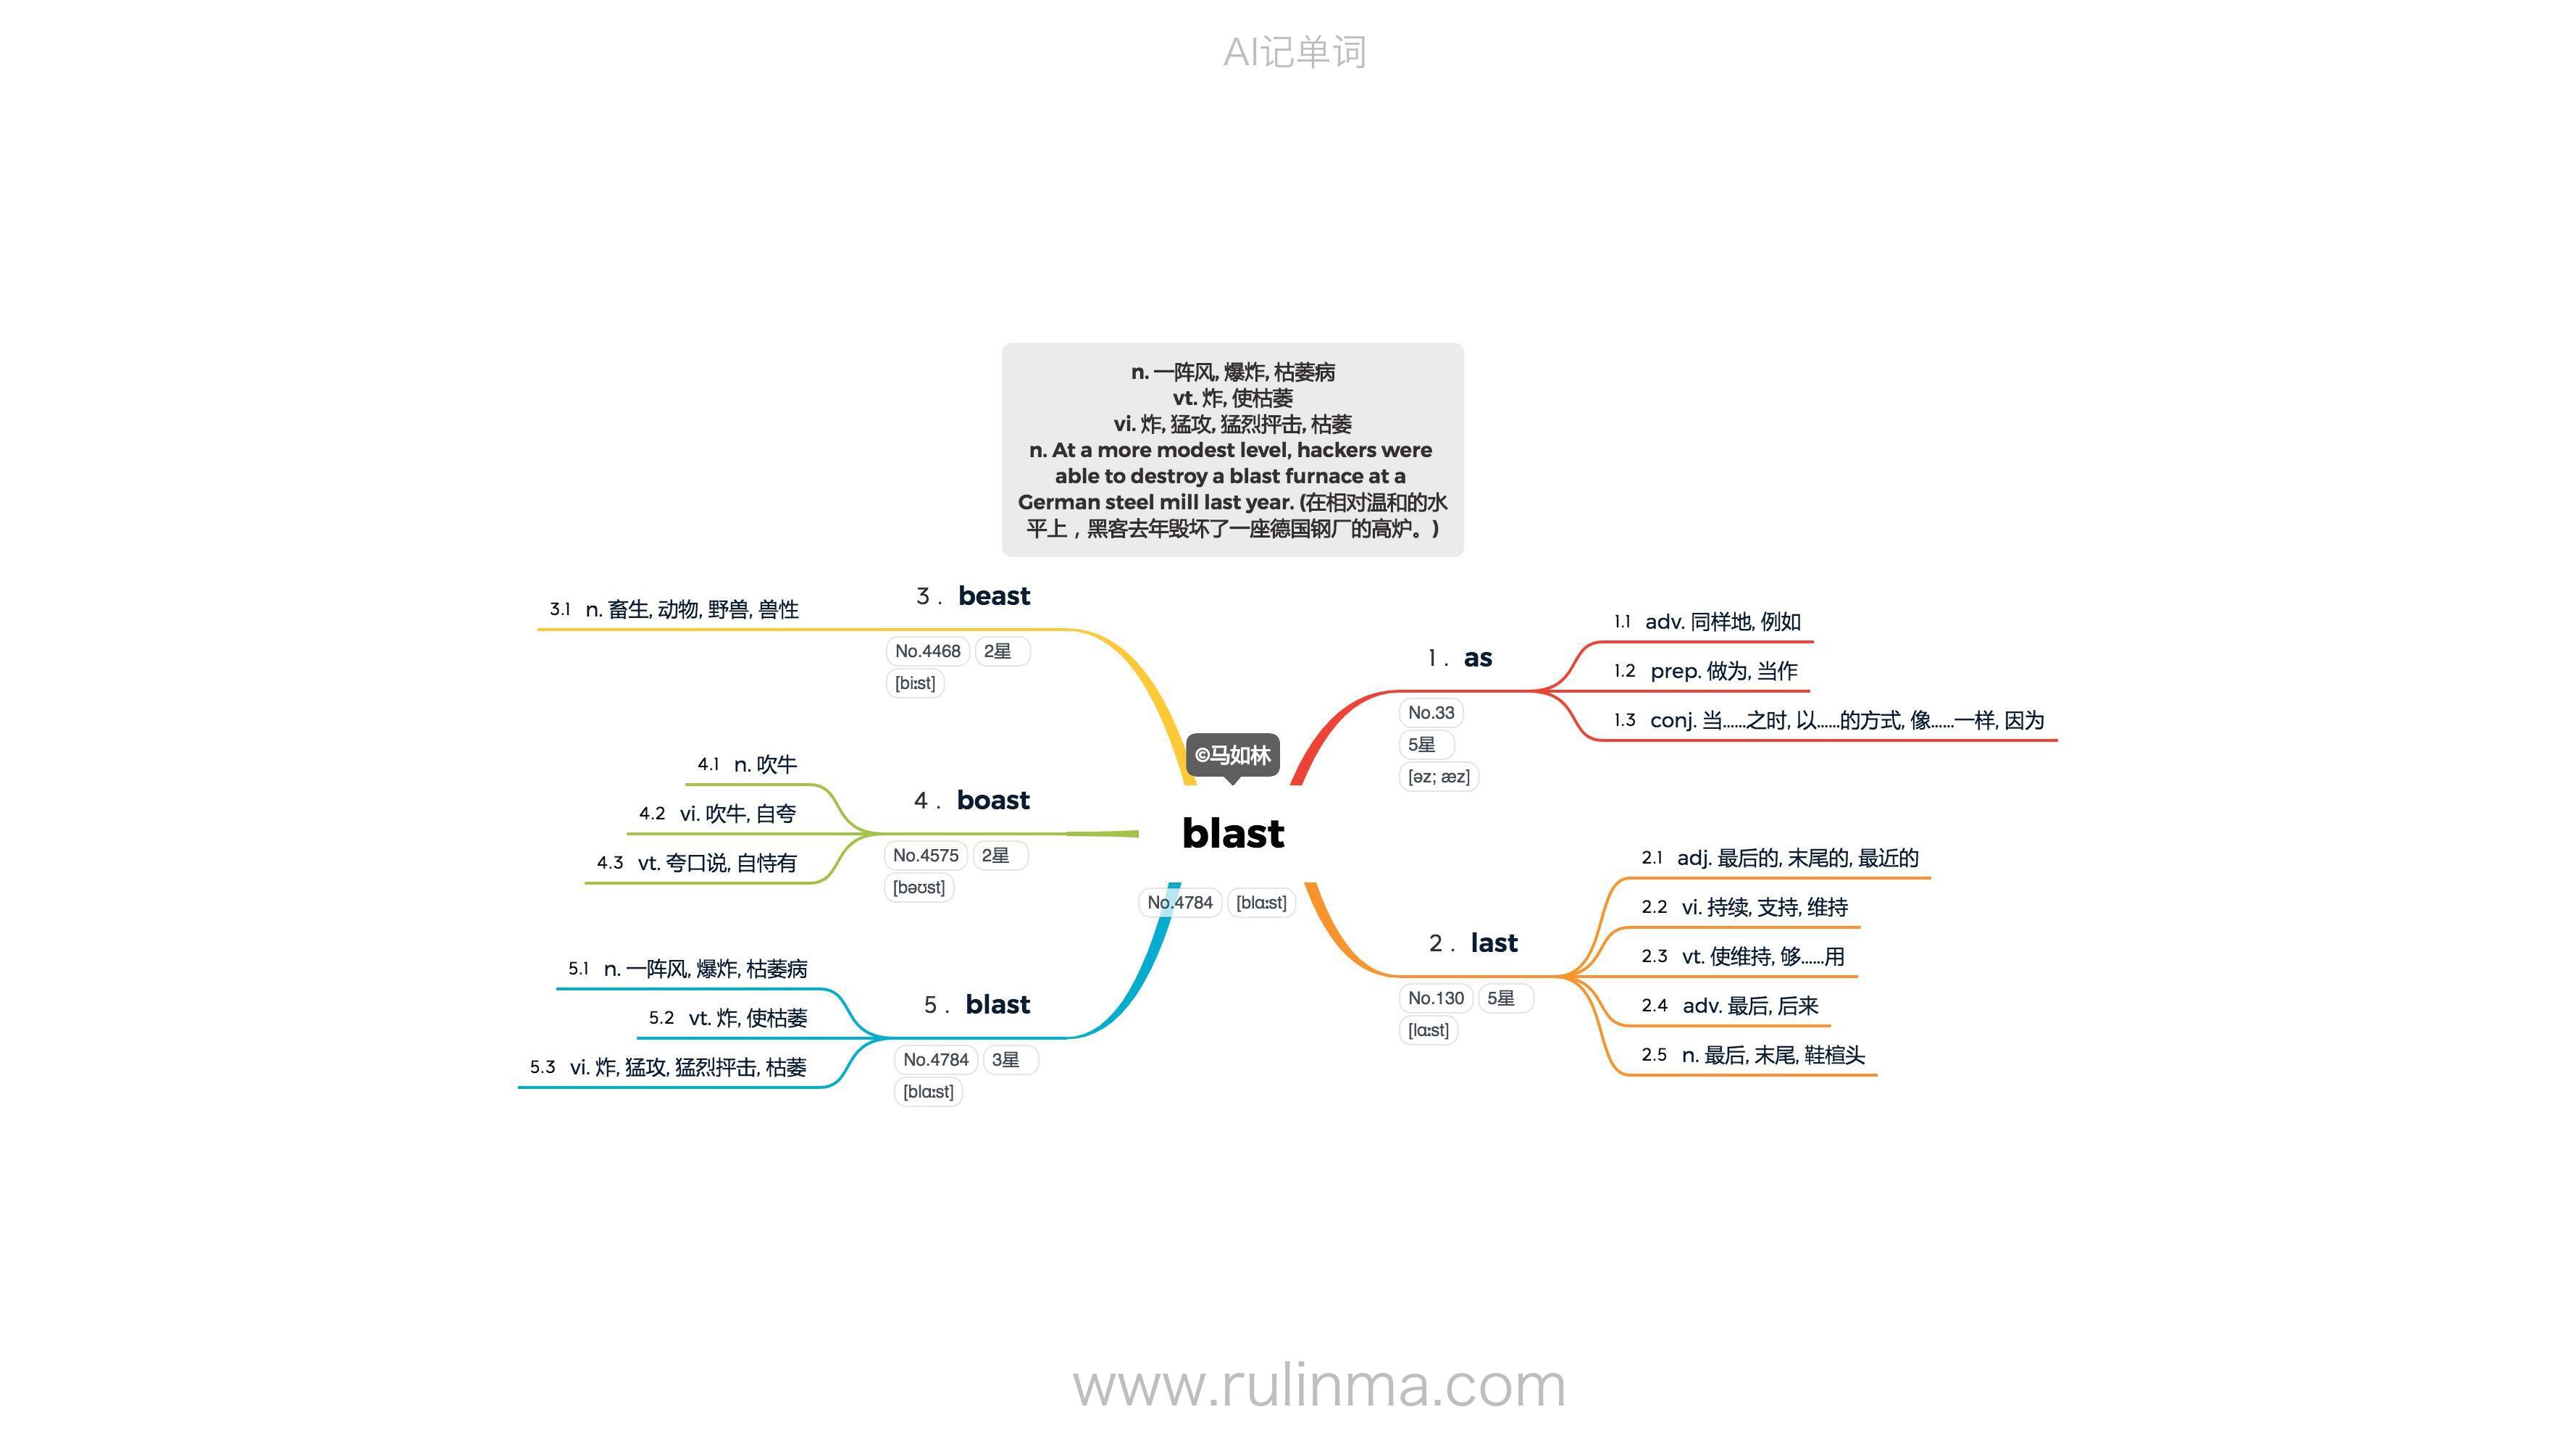 AI记单词
n. 一阵风, 爆炸, 枯萎病
vt. 炸, 使枯萎
vi. 炸, 猛攻, 猛烈抨击, 枯萎
n. At a more modest level, hackers were
able to destroy a blast furnace at a
German steel mill last year. (在相对温和的水
平上，黑客去年毁坏了一座德国钢厂的高炉。)
©马如林
blast
No.4784 [blɑːst]
1. as
No.33
5星
[əz; æz]
1.1 adv. 同样地, 例如
1.2 prep. 做为, 当作
1.3 conj. 当……之时, 以……的方式, 像……一样, 因为
2. last
No.130 5星
[lɑːst]
2.1 adj. 最后的, 末尾的, 最近的
2.2 vi. 持续, 支持, 维持
2.3 vt. 使维持, 够……用
2.4 adv. 最后, 后来
2.5 n. 最后, 末尾, 鞋楦头
3. beast
No.4468 2星
[biːst]
3.1 n. 畜生, 动物, 野兽, 兽性
4. boast
No.4575 2星
[bəʊst]
4.1 n. 吹牛
4.2 vi. 吹牛, 自夸
4.3 vt. 夸口说, 自恃有
5. blast
No.4784 3星
[blɑːst]
5.1 n. 一阵风, 爆炸, 枯萎病
5.2 vt. 炸, 使枯萎
5.3 vi. 炸, 猛攻, 猛烈抨击, 枯萎
www.rulinma.com